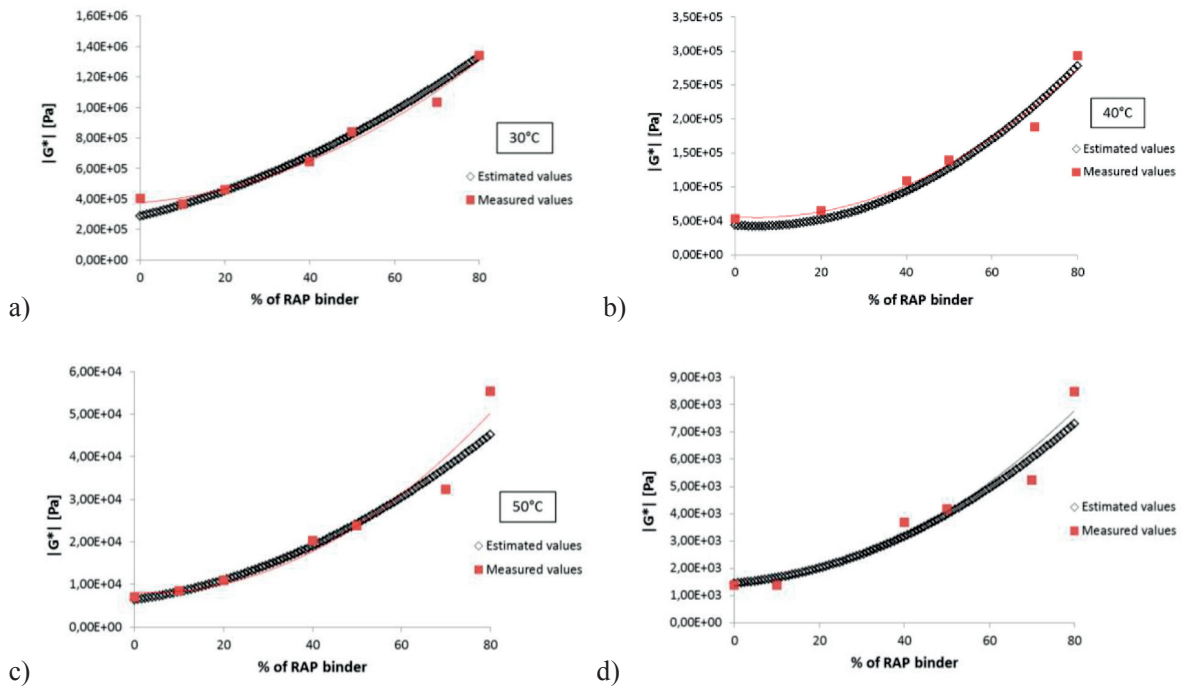 1,60E+06
1,40E+06
1,20E+06
1,00E+06
8,00E+05
6,00E+05
4,00E+05
2,00E+05
0,00E+00
|G*| [Pa]
0 20 40 60 80
% of RAP binder
30°C
Estimated values
Measured values
a)
3,50E+05
3,00E+05
2,50E+05
2,00E+05
1,50E+05
1,00E+05
5,00E+04
0,00E+00
|G*| [Pa]
0 20 40 60 80
% of RAP binder
40°C
Estimated values
Measured values
b)
6,00E+04
5,00E+04
4,00E+04
3,00E+04
2,00E+04
1,00E+04
0,00E+00
|G*| [Pa]
0 20 40 60 80
% of RAP binder
50°C
Estimated values
Measured values
c)
9,00E+03
8,00E+03
7,00E+03
6,00E+03
5,00E+03
4,00E+03
3,00E+03
2,00E+03
1,00E+03
0,00E+00
|G*| [Pa]
0 20 40 60 80
% of RAP binder
Estimated values
Measured values
d)